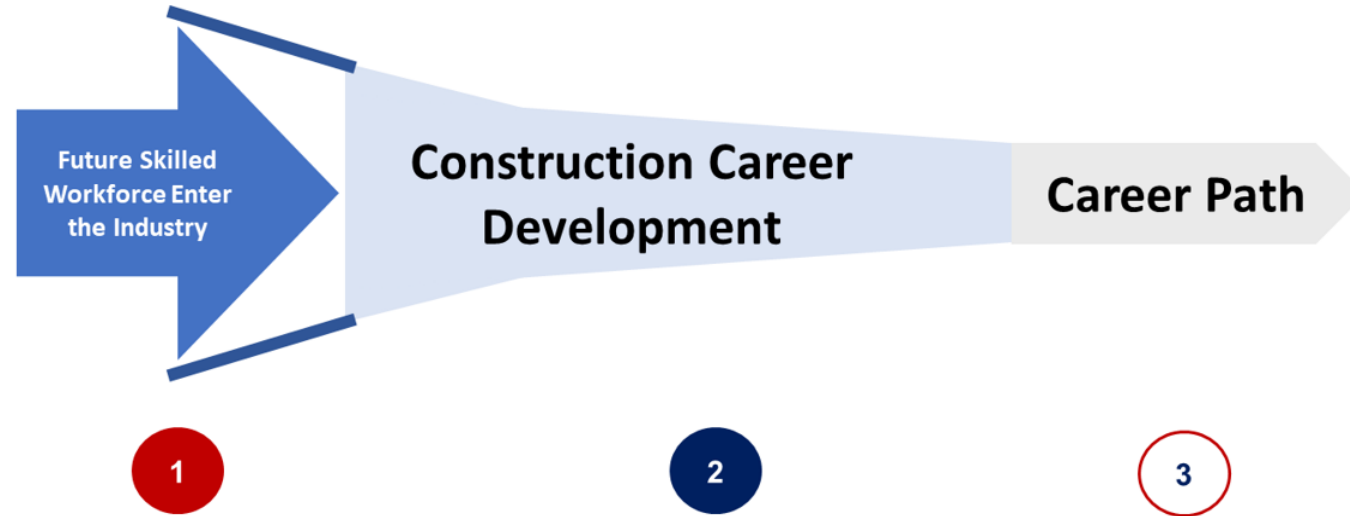 Future Skilled
Workforce Enter
the Industry
Construction Career
Development
Career Path
1
2
3